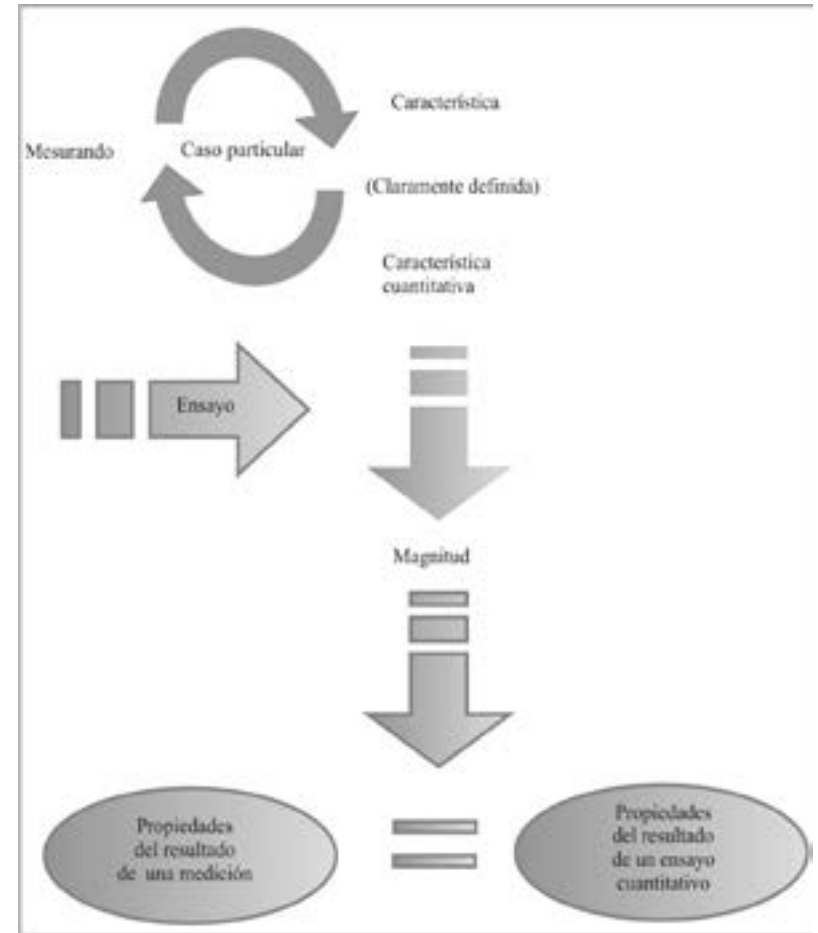 Característica
Mesurando
Caso particular
(Claramente definida)
Característica
cuantitativa
Ensayo
Magnitud
Propiedades
del resultado
de una medición
Propiedades
del resultado
de un ensayo
cuantitativo